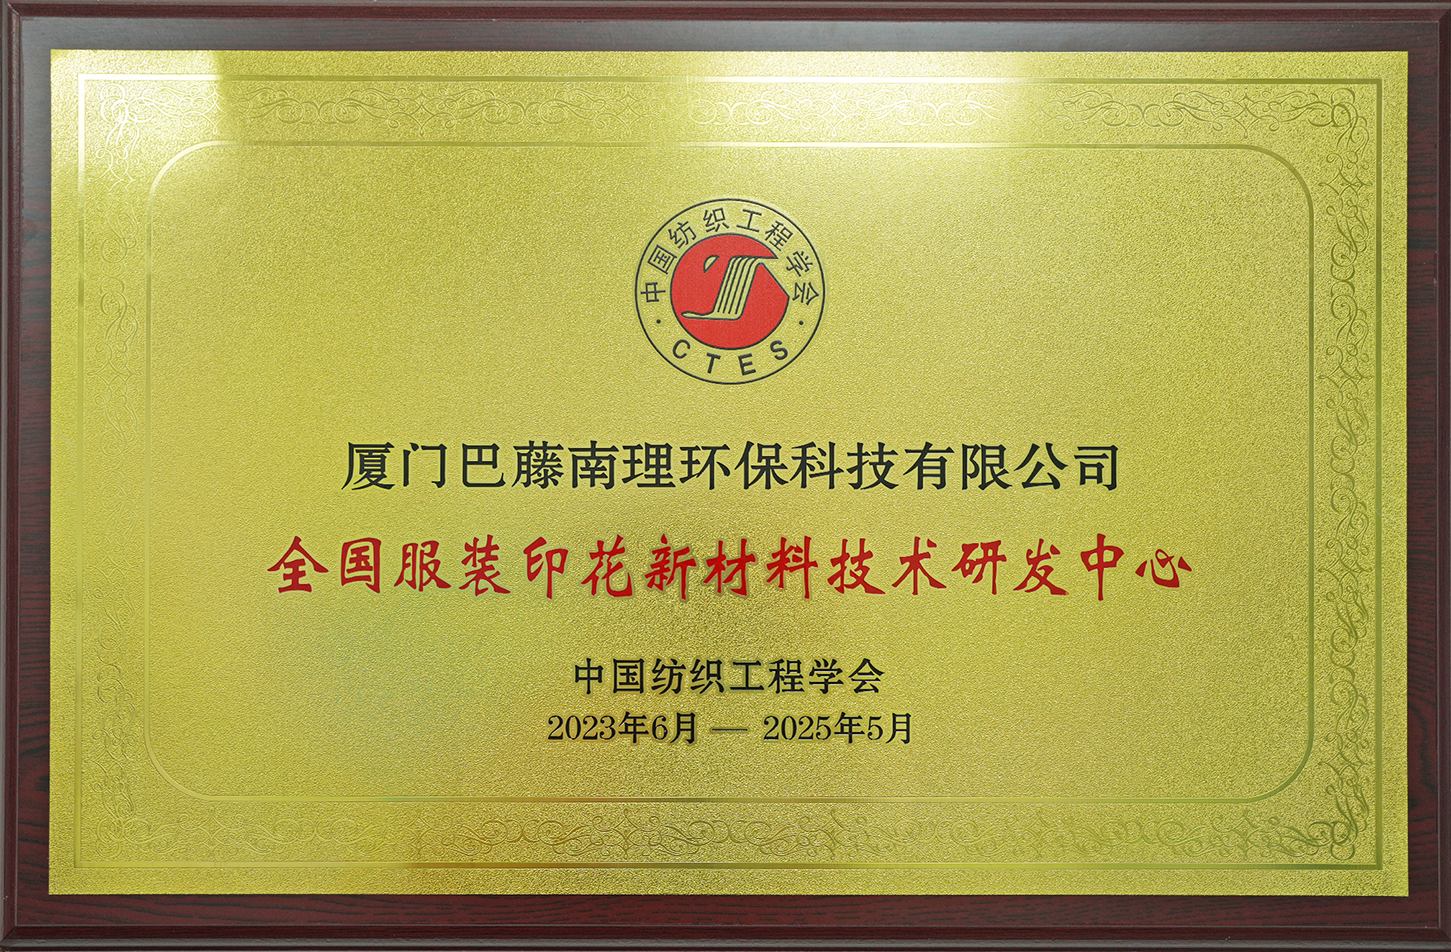 中国纺织工程学会
CTES
厦门巴藤南理环保科技有限公司
全国服装印花新材料技术研发中心
中国纺织工程学会
2023年6月 — 2025年5月